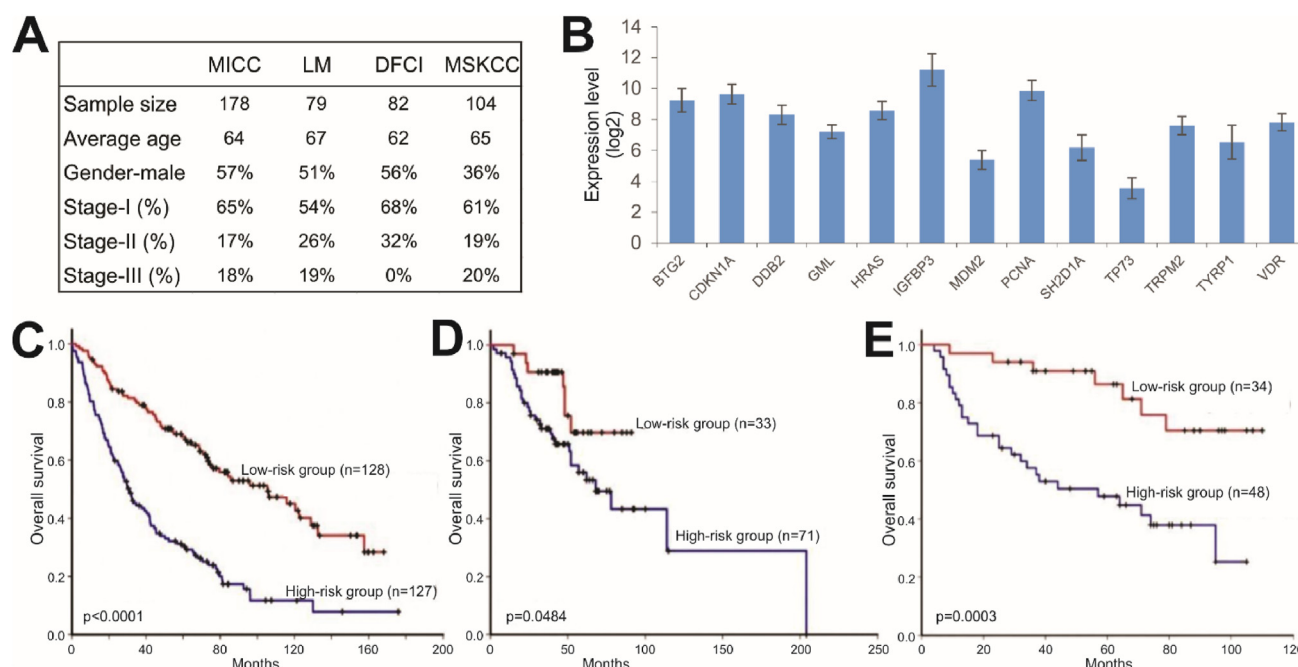 A
MICC LM DFCI MSKCC
Sample size 178 79 82 104
Average age 64 67 62 65
Gender-male 57% 51% 56% 36%
Stage-I (%) 65% 54% 68% 61%
Stage-II (%) 17% 26% 32% 19%
Stage-III (%) 18% 19% 0% 20%
B
Expression level
(log2)
14
12
10
8
6
4
2
0
BTG2 CDKN1A DDB2 GML HRAS IGFBP3 MDM2 PCNA SH2D1A TP73 TRPM2 TYRP1 VDR
C
Overall survival
1.0
0.8
0.6
0.4
0.2
0.0
Low-risk group (n=128)
High-risk group (n=127)
p<0.0001
0 40 80 120 160 200
Months
D
Overall survival
1.0
0.8
0.6
0.4
0.2
0.0
Low-risk group (n=33)
High-risk group (n=71)
p=0.0484
0 50 100 150 200 250
Months
E
Overall survival
1.0
0.8
0.6
0.4
0.2
0.0
Low-risk group (n=34)
High-risk group (n=48)
p=0.0003
0 20 40 60 80 100 120
Months